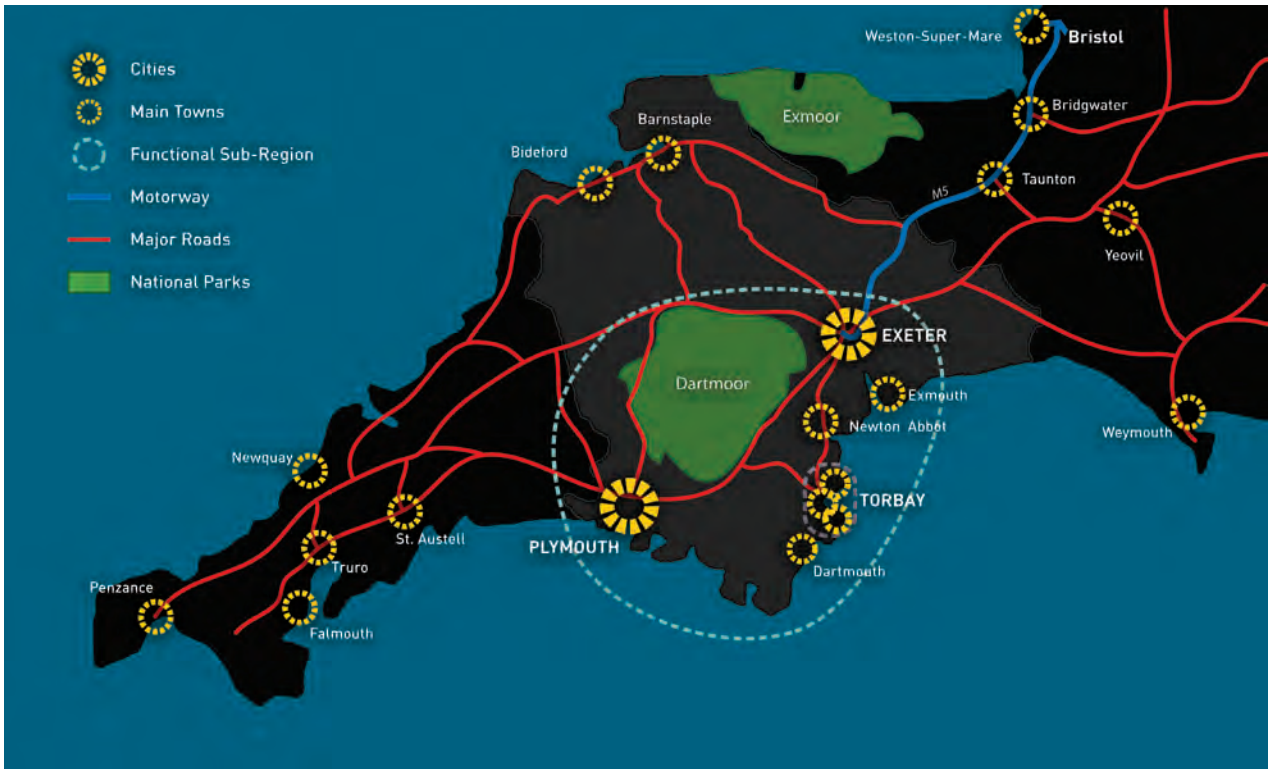 Cities
Main Towns
Functional Sub-Region
Motorway
Major Roads
National Parks
Weston-Super-Mare
Bristol
Bridgwater
Exmoor
Barnstaple
Bideford
Taunton
M5
Yeovil
EXETER
Dartmoor
Exmouth
Newton Abbot
Weymouth
Newquay
TORBAY
St. Austell
PLYMOUTH
Truro
Dartmouth
Penzance
Falmouth